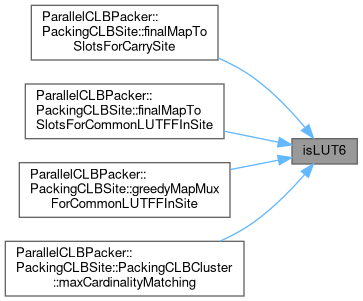 ParallelCLBPacker::
PackingCLBSite::finalMapTo
SlotsForCarrySite
ParallelCLBPacker::
PackingCLBSite::finalMapTo
SlotsForCommonLUTFFInSite
isLUT6
ParallelCLBPacker::
PackingCLBSite::greedyMapMux
ForCommonLUTFFInSite
ParallelCLBPacker::
PackingCLBSite::PackingCLBCluster
::maxCardinalityMatching